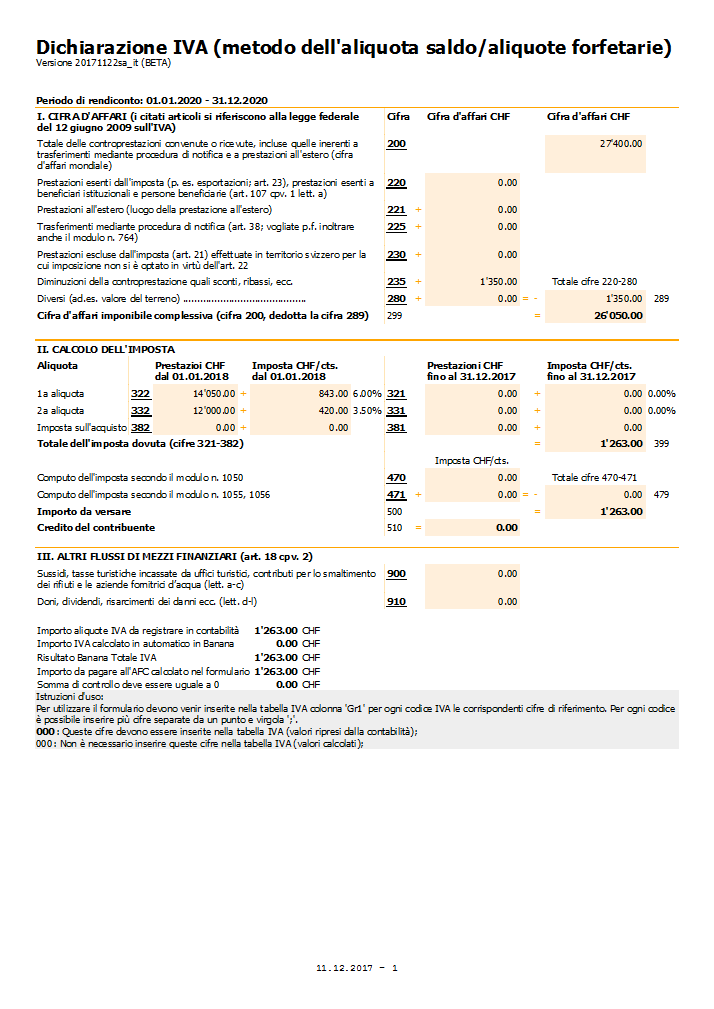 Dichiarazione IVA (metodo dell'aliquota saldo/aliquote forfetarie)
Versione 20171122sa_it (BETA)
Periodo di rendiconto: 01.01.2020 - 31.12.2020
I. CIFRA D'AFFARI (i citati articoli si riferiscono alla legge federale del 12 giugno 2009 sull'IVA) Cifra Cifra d'affari CHF Cifra d'affari CHF
Totale delle controprestazioni convenute o ricevute, incluse quelle inerenti a 200 27'400.00
trasferimenti mediante procedura di notifica e a prestazioni all'estero (cifra
d'affari mondiale)
Prestazioni esenti dall'imposta (p. es. esportazioni; art. 23), prestazioni esenti a 220 0.00
beneficiari istituzionali e persone beneficiarie (art. 107 cpv. 1 lett. a)
Prestazioni all'estero (luogo della prestazione all'estero) 221 + 0.00
Trasferimenti mediante procedura di notifica (art. 38; vogliate p.f. inoltrare 225 + 0.00
anche il modulo n. 764)
Prestazioni escluse dall'imposta (art. 21) effettuate in territorio svizzero per la 230 + 0.00
cui imposizione non si è optato in virtù dell'art. 22
Diminuzioni della controprestazione quali sconti, ribassi, ecc. 235 + 1'350.00 Totale cifre 220-280
Diversi (ad.es. valore del terreno) ......................................... 280 + 0.00 = - 1'350.00 289
Cifra d'affari imponibile complessiva (cifra 200, dedotta la cifra 289) 299 = 26'050.00
II. CALCOLO DELL'IMPOSTA
Aliquota Prestazioi CHF Imposta CHF/cts. Prestazioni CHF Imposta CHF/cts.
dal 01.01.2018 dal 01.01.2018 fino al 31.12.2017 fino al 31.12.2017
1a aliquota 322 14'050.00 + 843.00 6.00% 321 0.00 + 0.00 0.00%
2a aliquota 332 12'000.00 + 420.00 3.50% 331 0.00 + 0.00 0.00%
Imposta sull'acquisto 382 0.00 + 0.00 381 0.00 + 0.00
Totale dell'imposta dovuta (cifre 321-382) = 1'263.00 399
Imposta CHF/cts.
Computo dell'imposta secondo il modulo n. 1050 470 0.00 Totale cifre 470-471
Computo dell'imposta secondo il modulo n. 1055, 1056 471 + 0.00 = - 0.00 479
Importo da versare 500 = 1'263.00
Credito del contribuente 510 = 0.00
III. ALTRI FLUSSI DI MEZZI FINANZIARI (art. 18 cpv. 2)
Sussidi, tasse turistiche incassate da uffici turistici, contributi per lo smaltimento 900 0.00
dei rifiuti e le aziende fornitrici d'acqua (lett. a-c)
Doni, dividendi, risarcimenti dei danni ecc. (lett. d-l) 910 0.00
Importo aliquote IVA da registrare in contabilità 1'263.00 CHF
Importo IVA calcolato in automatico in Banana 0.00 CHF
Risultato Banana Totale IVA 1'263.00 CHF
Importo da pagare all'AFC calcolato nel formulario 1'263.00 CHF
Somma di controllo deve essere uguale a 0 0.00 CHF
Istruzioni d'uso:
Per utilizzare il formulario devono venir inserite nella tabella IVA colonna 'Gr1' per ogni codice IVA le corrispondenti cifre di riferimento. Per ogni codice
è possibile inserire più cifre separate da un punto e virgola ';'.
000 : Queste cifre devono essere inserite nella tabella IVA (valori ripresi dalla contabilità);
000 : Non è necessario inserire queste cifre nella tabella IVA (valori calcolati);
11.12.2017 - 1